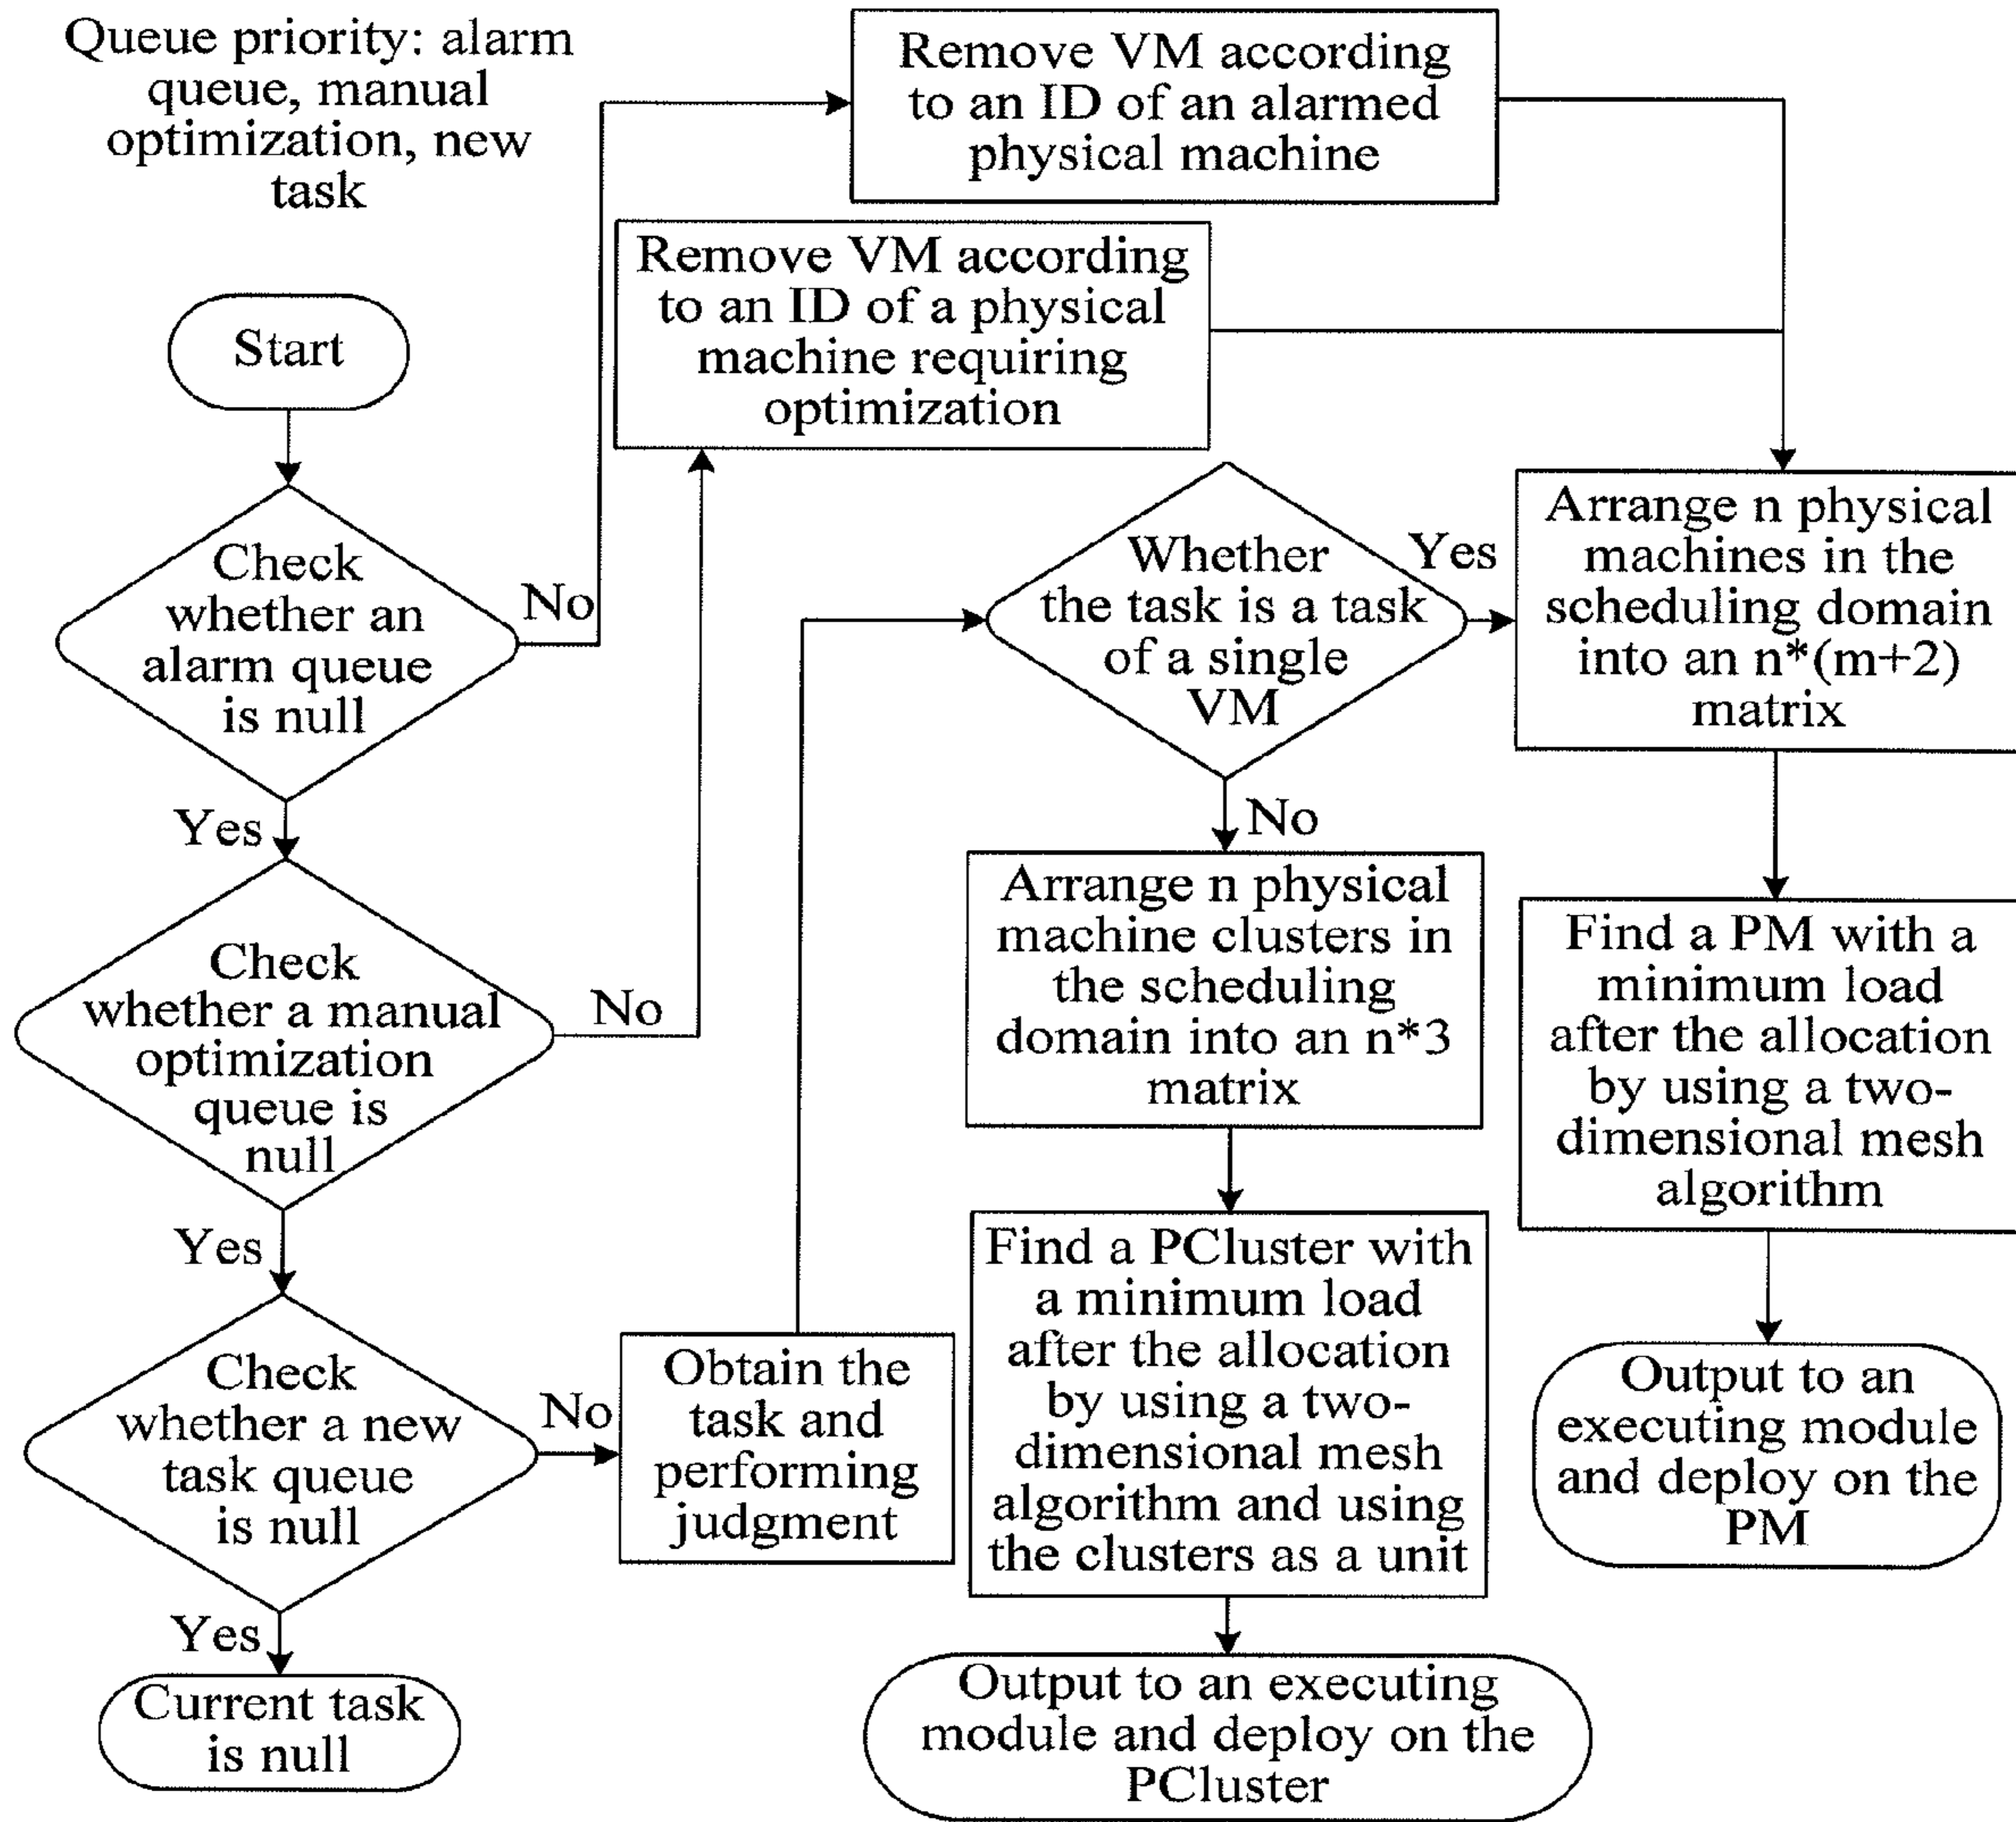 Queue priority: alarm
queue, manual
optimization, new
task
Remove VM according
to an ID of an alarmed
physical machine
Remove VM according
to an ID of a physical
machine requiring
optimization
Start
Check
whether an
alarm queue
is null
No
Yes
Whether
the task is a task
of a single
VM
Yes
No
Arrange n physical
machines in the
scheduling domain
into an n*(m+2)
matrix
Check
whether a manual
optimization
queue is
null
No
Yes
Arrange n physical
machine clusters in
the scheduling
domain into an n*3
matrix
Find a PM with a
minimum load
after the allocation
by using a two-
dimensional mesh
algorithm
Check
whether a new
task queue
is null
No
Yes
Obtain the
task and
performing
judgment
Find a PCluster with
a minimum load
after the allocation
by using a two-
dimensional mesh
algorithm and using
the clusters as a unit
Output to an
executing module
and deploy on the
PM
Current task
is null
Output to an executing
module and deploy on the
PCluster